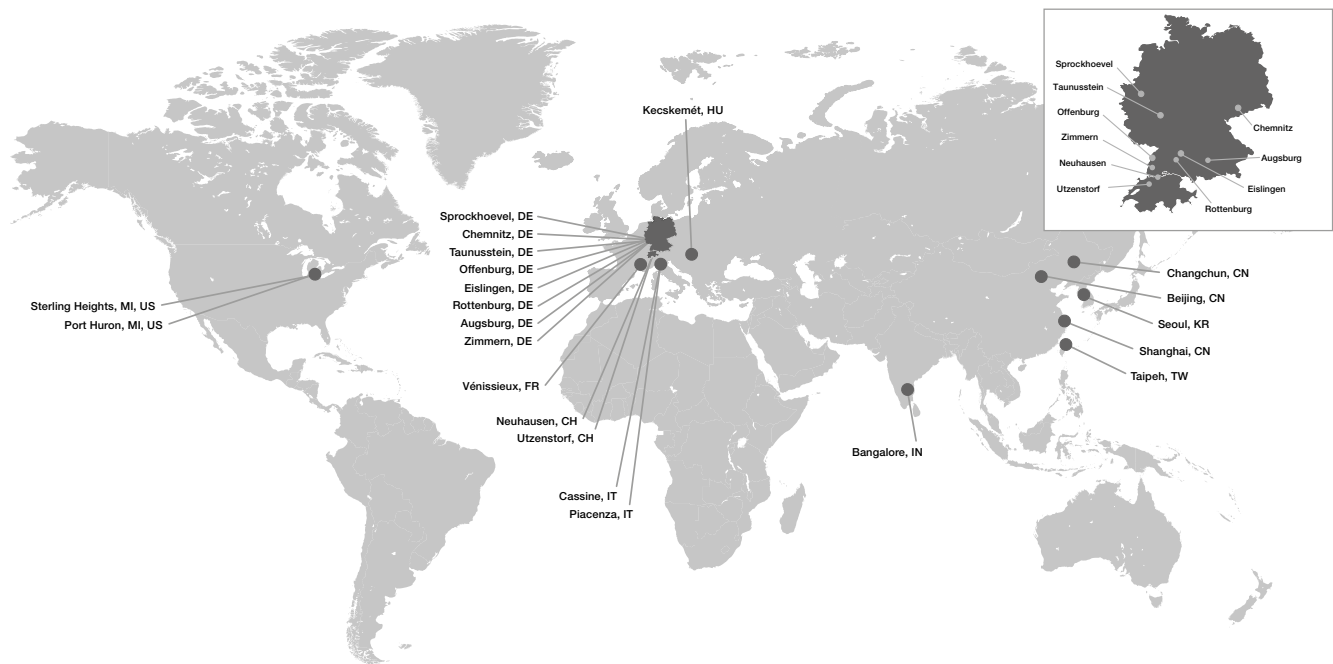 Kecskemét, HU
Sprockhoevel, DE
Chemnitz, DE
Taunusstein, DE
Offenburg, DE
Eislingen, DE
Rottenburg, DE
Augsburg, DE
Zimmern, DE
Vénissieux, FR
Neuhausen, CH
Utzenstorf, CH
Cassine, IT
Piacenza, IT
Sterling Heights, MI, US
Port Huron, MI, US
Bangalore, IN
Changchun, CN
Beijing, CN
Seoul, KR
Shanghai, CN
Taipeh, TW
Sprockhoevel
Taunusstein
Offenburg
Zimmern
Neuhausen
Utzenstorf
Chemnitz
Augsburg
Eislingen
Rottenburg